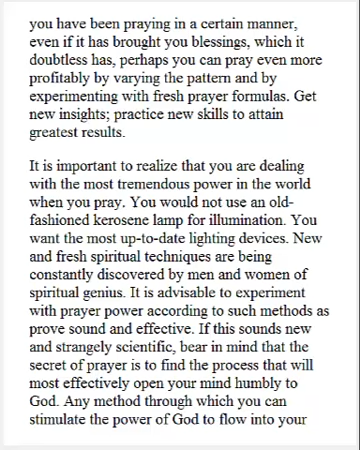 you have been praying in a certain manner,
even if it has brought you blessings, which it
doubtless has, perhaps you can pray even more
profitably by varying the pattern and by
experimenting with fresh prayer formulas. Get
new insights; practice new skills to attain
greatest results.
It is important to realize that you are dealing
with the most tremendous power in the world
when you pray. You would not use an old-
fashioned kerosene lamp for illumination. You
want the most up-to-date lighting devices. New
and fresh spiritual techniques are being
constantly discovered by men and women of
spiritual genius. It is advisable to experiment
with prayer power according to such methods as
prove sound and effective. If this sounds new
and strangely scientific, bear in mind that the
secret of prayer is to find the process that will
most effectively open your mind humbly to
God. Any method through which you can
stimulate the power of God to flow into your